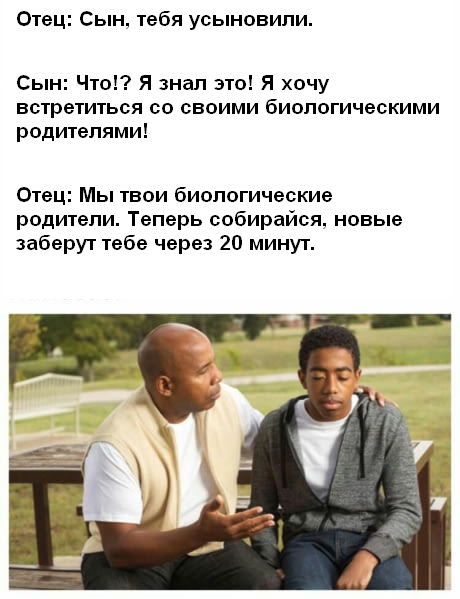 Отец: Сын, тебя усыновили.
Сын: Что!? Я знал это! Я хочу
встретиться со своими биологическими
родителями!
Отец: Мы твои биологические
родители. Теперь собирайся, новые
заберут тебе через 20 минут.